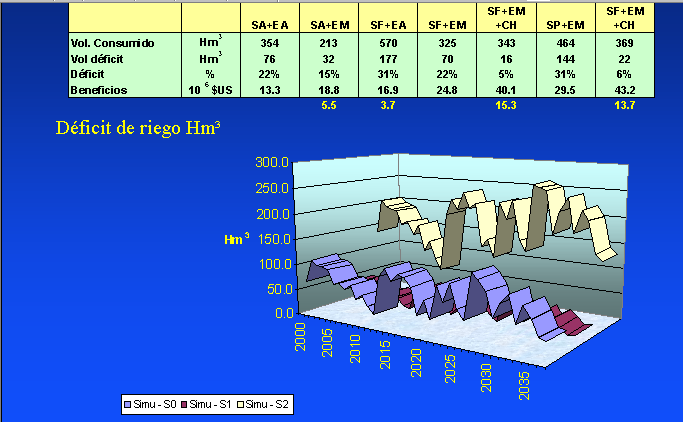 SA+EA SA+EM SF+EA SF+EM SF+EM +CH SP+EM SF+EM +CH
Vol. Consumido Hm³ 354 213 570 325 343 464 369
Vol déficit Hm³ 76 32 177 70 16 144 22
Déficit % 22% 15% 31% 22% 5% 31% 6%
Beneficios 10 ⁶ $US 13.3 18.8 16.9 24.8 40.1 29.5 43.2
5.5 3.7 15.3 13.7
Déficit de riego Hm³
300.0
250.0
200.0
Hm ³ 150.0
100.0
50.0
0.0
2000 2005 2010 2015 2020 2025 2030 2035
Simu - S0 Simu - S1 Simu - S2